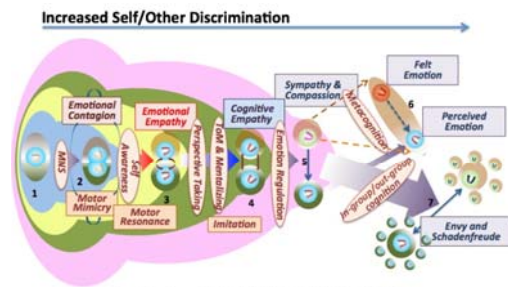 Increased Self/Other Discrimination
Emotional
Contagion
Emotional
Empathy
Cognitive
Empathy
Sympathy &
Compassion
Felt
Emotion
Perceived
Emotion
MNS
Self
Awareness
Perspective Taking
ToM & Mentalizing
Emotion Regulation
Metacognition
In-group/out-group
cognition
1
2
3
4
5
6
7
Motor
Mimicry
Motor
Resonance
Imitation
Envy and
Schadenfreude